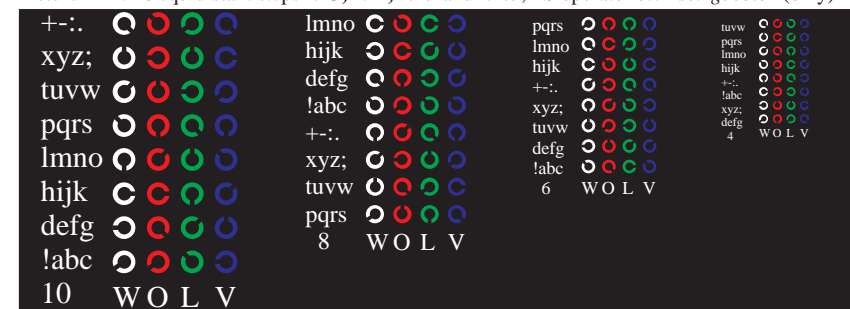 +-:.
xyz;
tuvw
pqrs
lmno
hijk
defg
!abc
10 W O L V
lmno
hijk
defg
!abc
+-:.
xyz;
tuvw
pqrs
8 W O L V
pqrs
lmno
hijk
+-:.
xyz;
tuvw
defg
!abc
6 W O L V
tuvw
pqrs
lmno
hijk
+-:.
!abc
xyz;
defg
4 W O L V